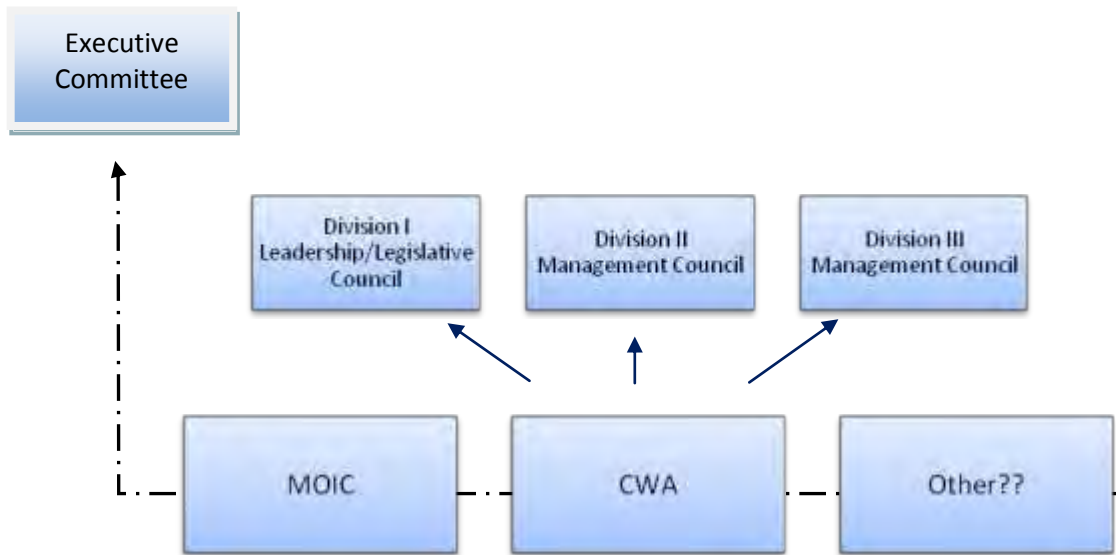 Executive
Committee
Division I
Leadership/Legislative
Council
Division II
Management Council
Division III
Management Council
MOIC
CWA
Other??